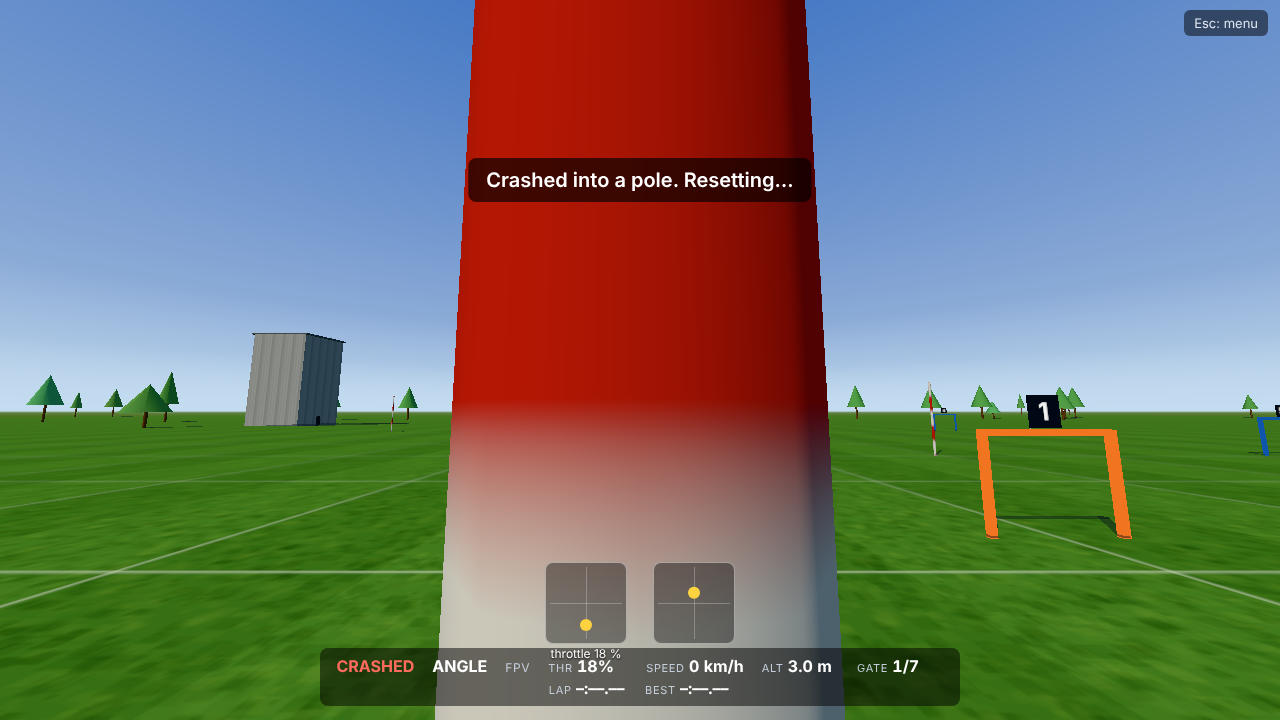 Esc: menu
Crashed into a pole. Resetting...
1
throttle 18 %
CRASHED ANGLE FPV THR 18% SPEED 0 km/h ALT 3.0 m GATE 1/7
LAP –:––.––– BEST –:––.–––